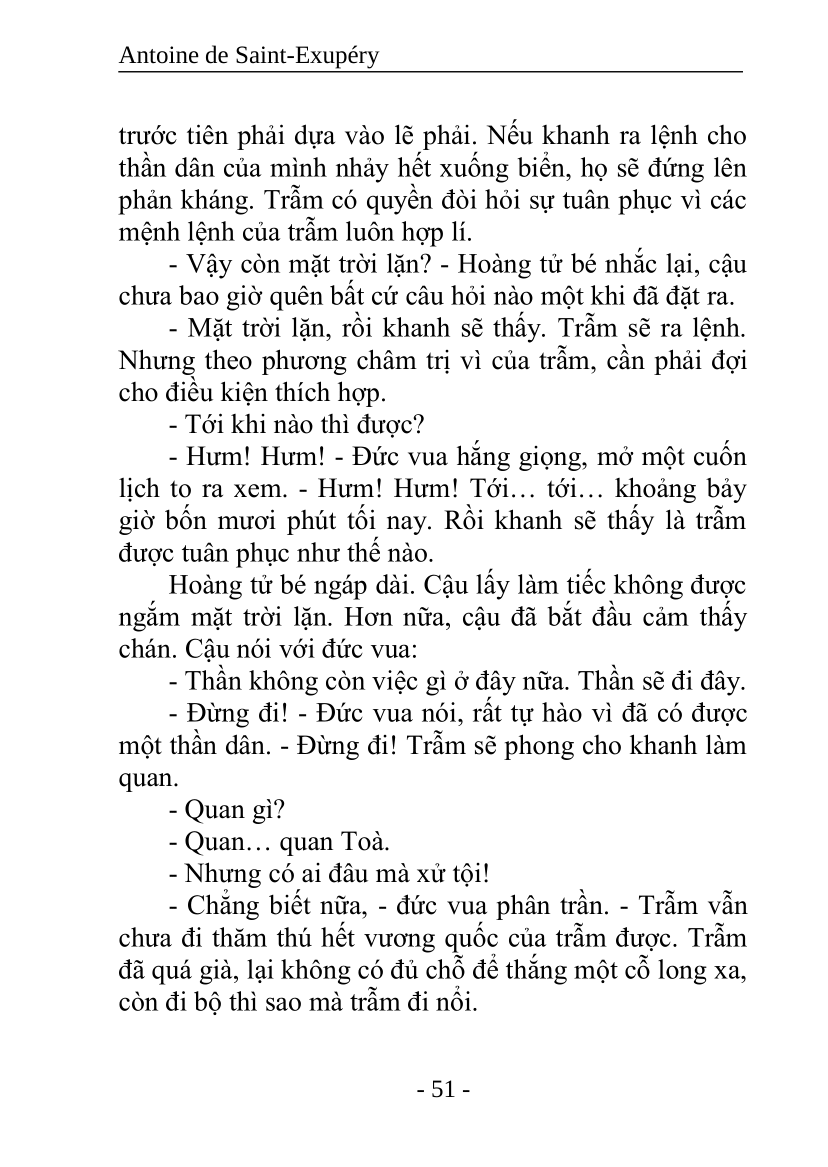 Antoine de Saint-Exupéry
trước tiên phải dựa vào lẽ phải. Nếu khanh ra lệnh cho
thần dân của mình nhảy hết xuống biển, họ sẽ đứng lên
phản kháng. Trẫm có quyền đòi hỏi sự tuân phục vì các
mệnh lệnh của trẫm luôn hợp lí.
- Vậy còn mặt trời lặn? - Hoàng tử bé nhắc lại, cậu
chưa bao giờ quên bất cứ câu hỏi nào một khi đã đặt ra.
- Mặt trời lặn, rồi khanh sẽ thấy. Trẫm sẽ ra lệnh.
Nhưng theo phương châm trị vì của trẫm, cần phải đợi
cho điều kiện thích hợp.
- Tới khi nào thì được?
- Hưm! Hưm! - Đức vua hắng giọng, mở một cuốn
lịch to ra xem. - Hưm! Hưm! Tới… tới… khoảng bảy
giờ bốn mươi phút tối nay. Rồi khanh sẽ thấy là trẫm
được tuân phục như thế nào.
Hoàng tử bé ngáp dài. Cậu lấy làm tiếc không được
ngắm mặt trời lặn. Hơn nữa, cậu đã bắt đầu cảm thấy
chán. Cậu nói với đức vua:
- Thần không còn việc gì ở đây nữa. Thần sẽ đi đây.
- Đừng đi! - Đức vua nói, rất tự hào vì đã có được
một thần dân. - Đừng đi! Trẫm sẽ phong cho khanh làm
quan.
- Quan gì?
- Quan… quan Toà.
- Nhưng có ai đâu mà xử tội!
- Chẳng biết nữa, - đức vua phân trần. - Trẫm vẫn
chưa đi thăm thú hết vương quốc của trẫm được. Trẫm
đã quá già, lại không có đủ chỗ để thắng một cỗ long xa,
còn đi bộ thì sao mà trẫm đi nổi.
- 51 -